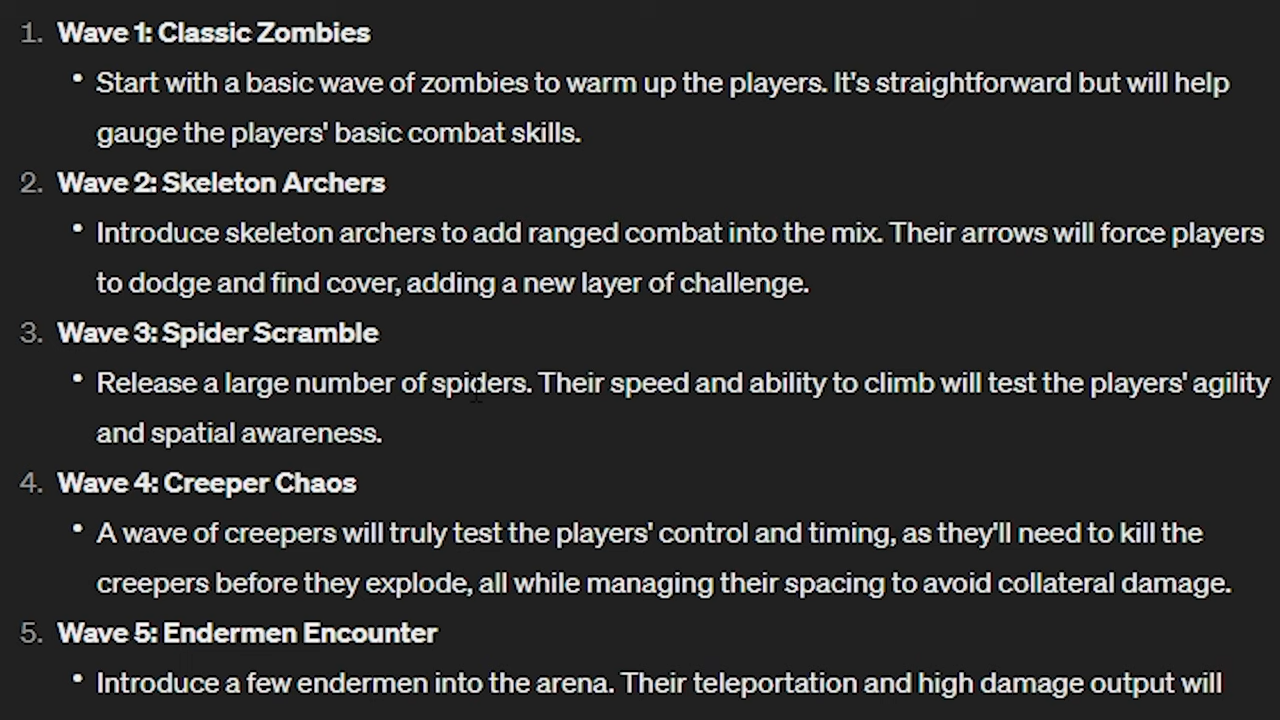 1. Wave 1: Classic Zombies
• Start with a basic wave of zombies to warm up the players. It's straightforward but will help
gauge the players' basic combat skills.
2. Wave 2: Skeleton Archers
• Introduce skeleton archers to add ranged combat into the mix. Their arrows will force players
to dodge and find cover, adding a new layer of challenge.
3. Wave 3: Spider Scramble
• Release a large number of spiders. Their speed and ability to climb will test the players' agility
and spatial awareness.
4. Wave 4: Creeper Chaos
• A wave of creepers will truly test the players' control and timing, as they'll need to kill the
creepers before they explode, all while managing their spacing to avoid collateral damage.
5. Wave 5: Endermen Encounter
• Introduce a few endermen into the arena. Their teleportation and high damage output will